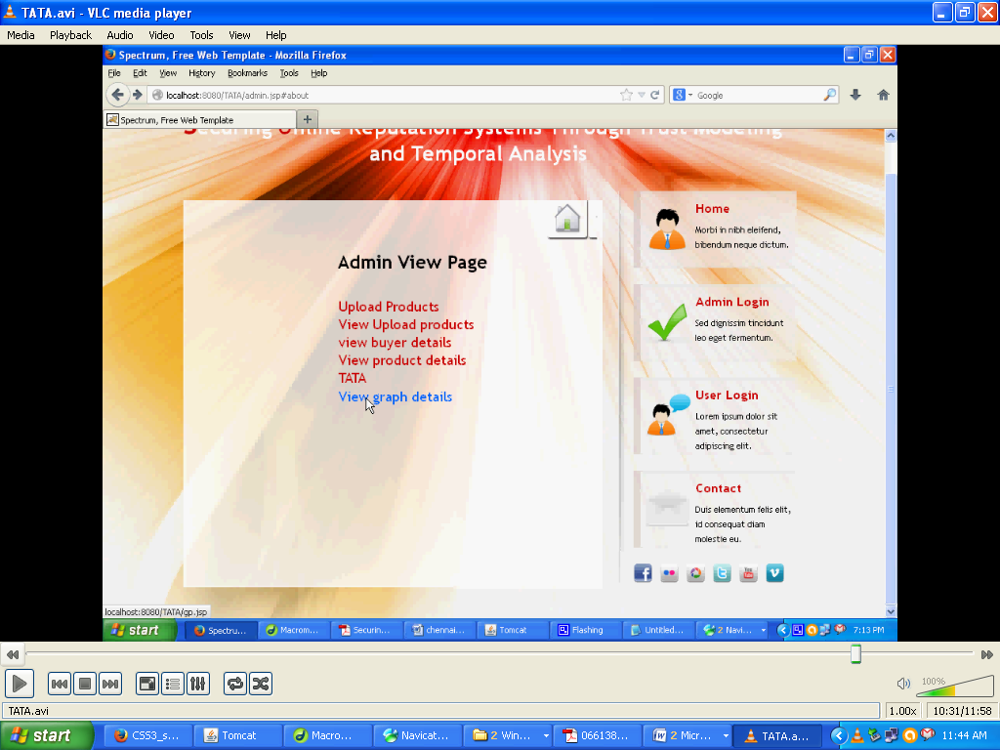 TATA.avi - VLC media player
Media Playback Audio Video Tools View Help
Spectrum, Free Web Template - Mozilla Firefox
File Edit View History Bookmarks Tools Help
localhost:8080/TATA/admin.jsp#about
Google
Spectrum, Free Web Template
Securing Online Reputation Systems Through Trust Modeling
and Temporal Analysis
Admin View Page
Upload Products
View Upload products
view buyer details
View product details
TATA
View graph details
Home
Morbi in nibh eleifend,
bibendum neque dictum.
Admin Login
Sed dignissim tincidunt
leo eget fermentum.
User Login
Lorem ipsum dolor sit
amet, consectetur
adipiscing elit.
Contact
Duis elementum felis elit,
id consequat diam
molestie eu.
localhost:8080/TATA/gp.jsp
start Spectru... Macrom... Securin... chennai... Tomcat Flashing Untitled... 2 Navi... 7:13 PM
100%
TATA.avi 1.00x 10:31/11:58
start CSS3_s... Tomcat Macro... Navicat... 2 Win... 066138... 2 Micr... TATA.a... 11:44 AM